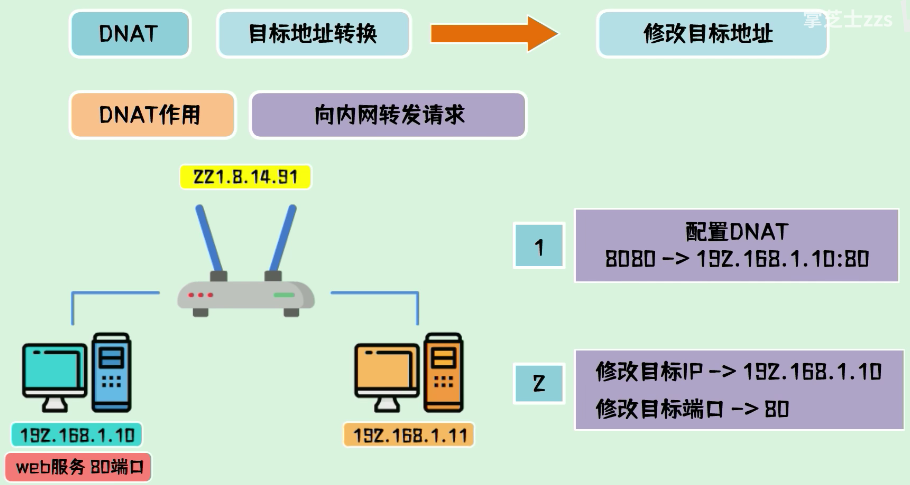 掌芝士zzs
DNAT
目标地址转换
修改目标地址
DNAT作用
向内网转发请求
221.8.14.91
1
配置DNAT
8080 -> 192.168.1.10:80
2
修改目标IP -> 192.168.1.10
修改目标端口 -> 80
192.168.1.10
192.168.1.11
web服务 80端口